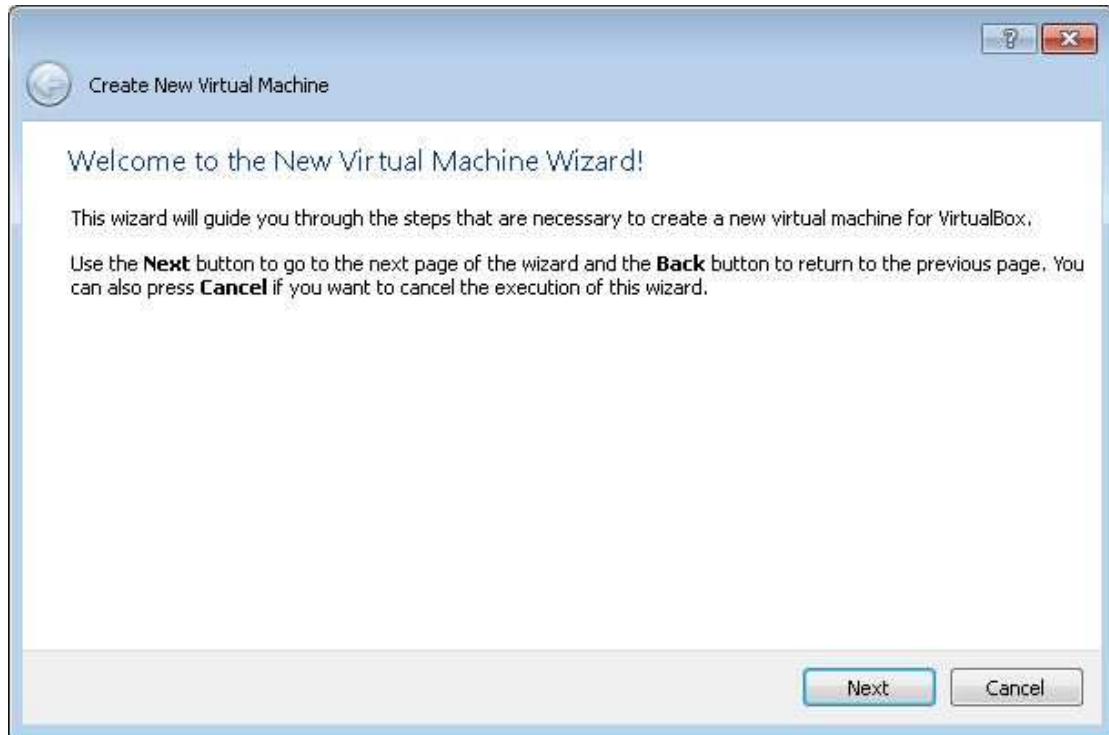 Create New Virtual Machine
Welcome to the New Virtual Machine Wizard!
This wizard will guide you through the steps that are necessary to create a new virtual machine for VirtualBox.
Use the Next button to go to the next page of the wizard and the Back button to return to the previous page. You
can also press Cancel if you want to cancel the execution of this wizard.
Next
Cancel